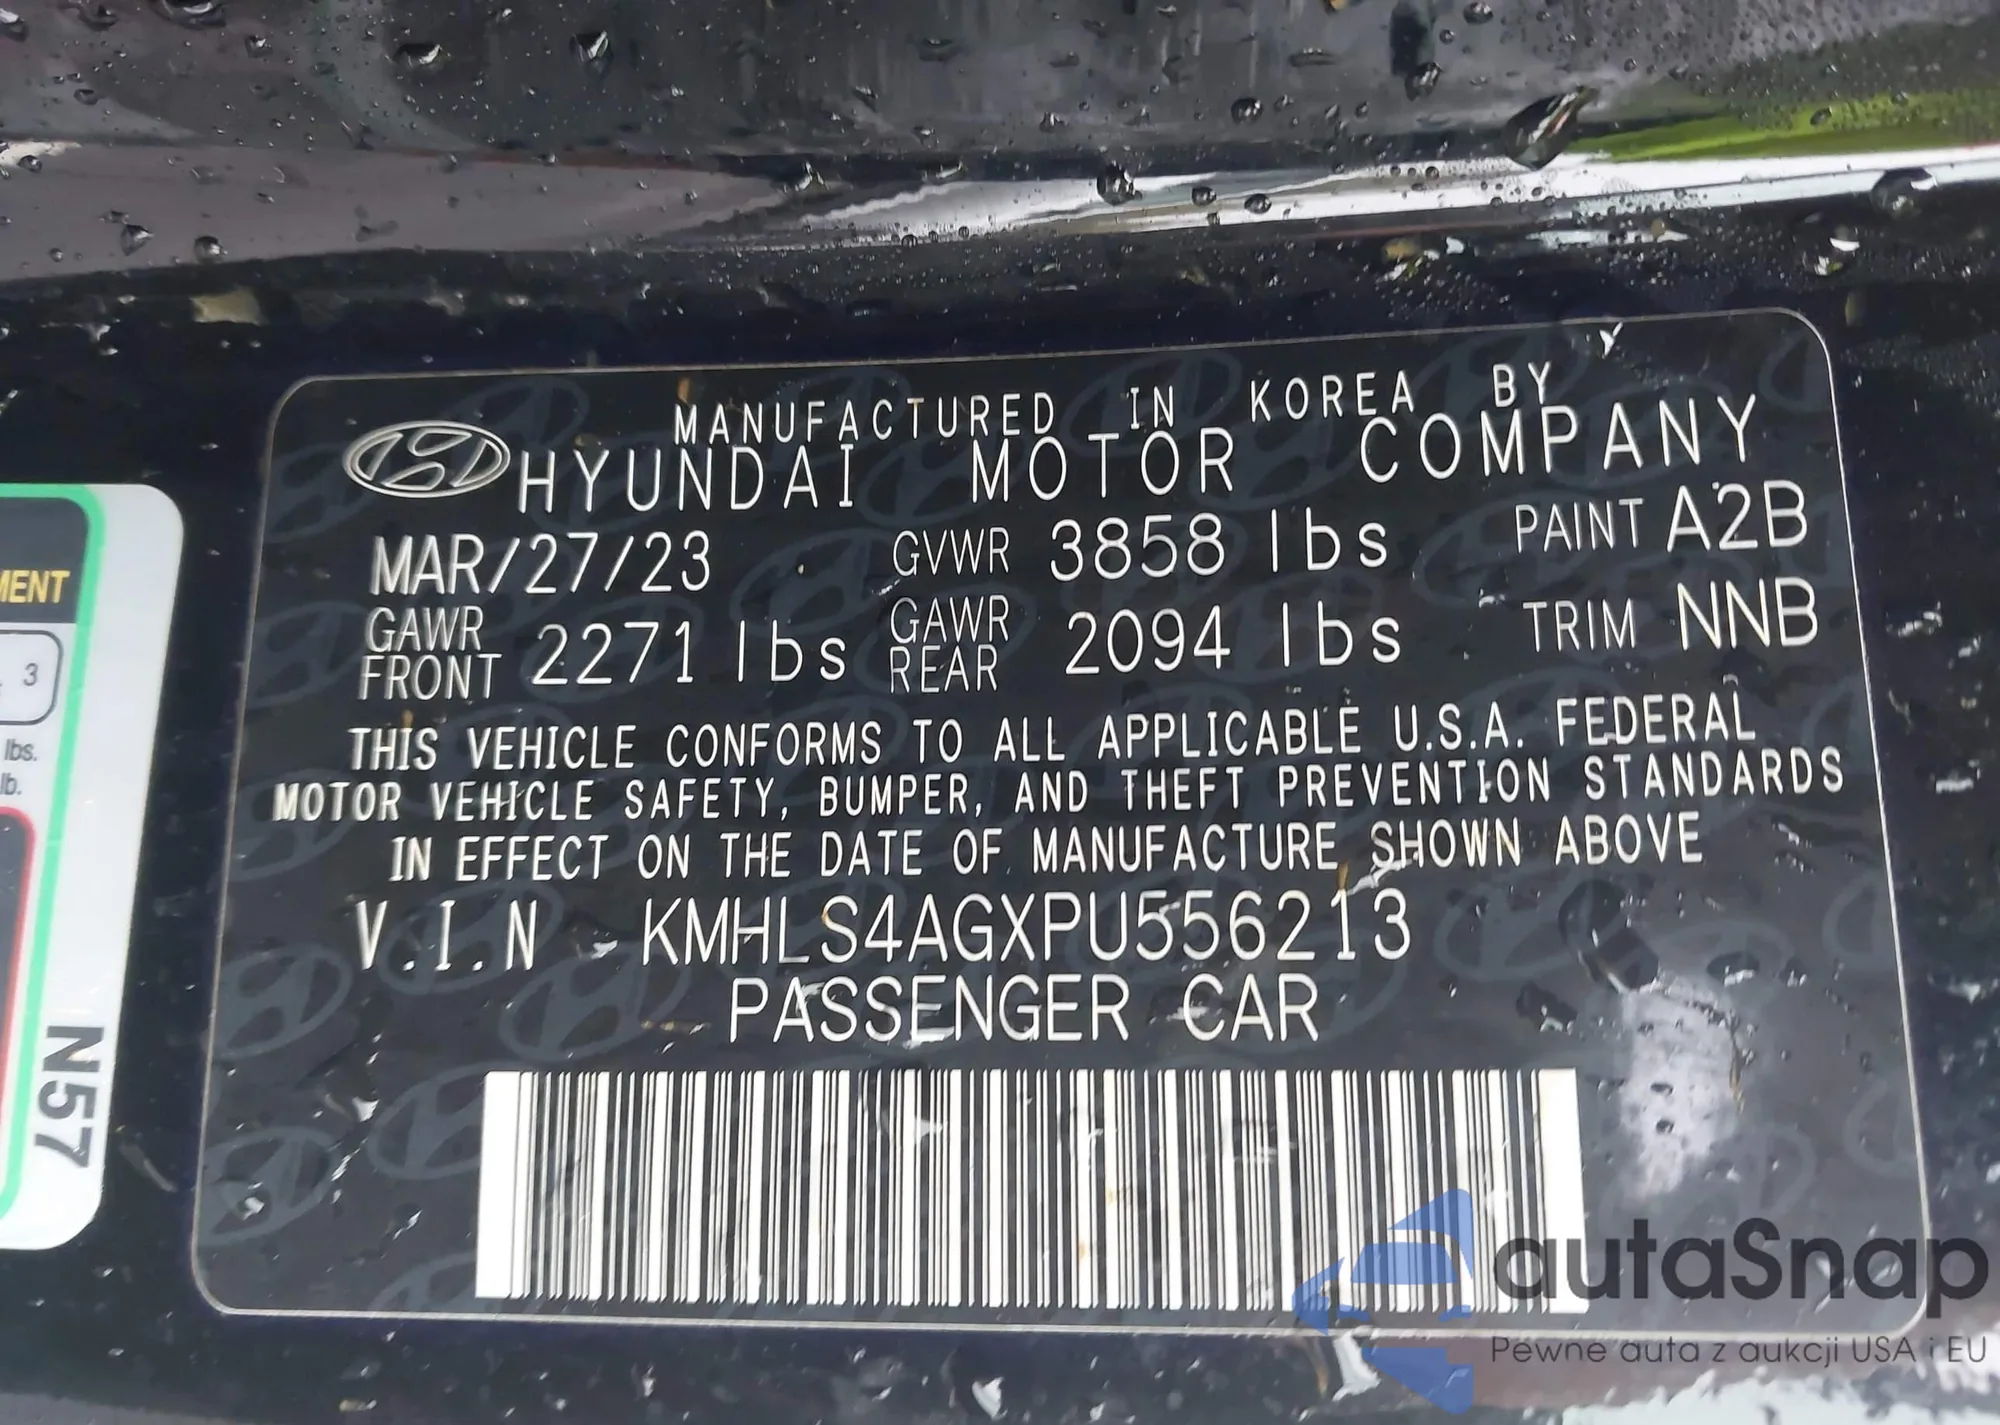 MANUFACTURED IN KOREA BY
HYUNDAI MOTOR COMPANY
MAR/27/23 GVWR 3858 lbs PAINT A2B
GAWR FRONT 2271 lbs GAWR REAR 2094 lbs TRIM NNB
THIS VEHICLE CONFORMS TO ALL APPLICABLE U.S.A. FEDERAL
MOTOR VEHICLE SAFETY, BUMPER, AND THEFT PREVENTION STANDARDS
IN EFFECT ON THE DATE OF MANUFACTURE SHOWN ABOVE
V.I.N KMHLS4AGXPU556213
PASSENGER CAR
MENT
3
lbs.
lb.
N57
autaSnap
Pewne auta z aukcji USA i EU